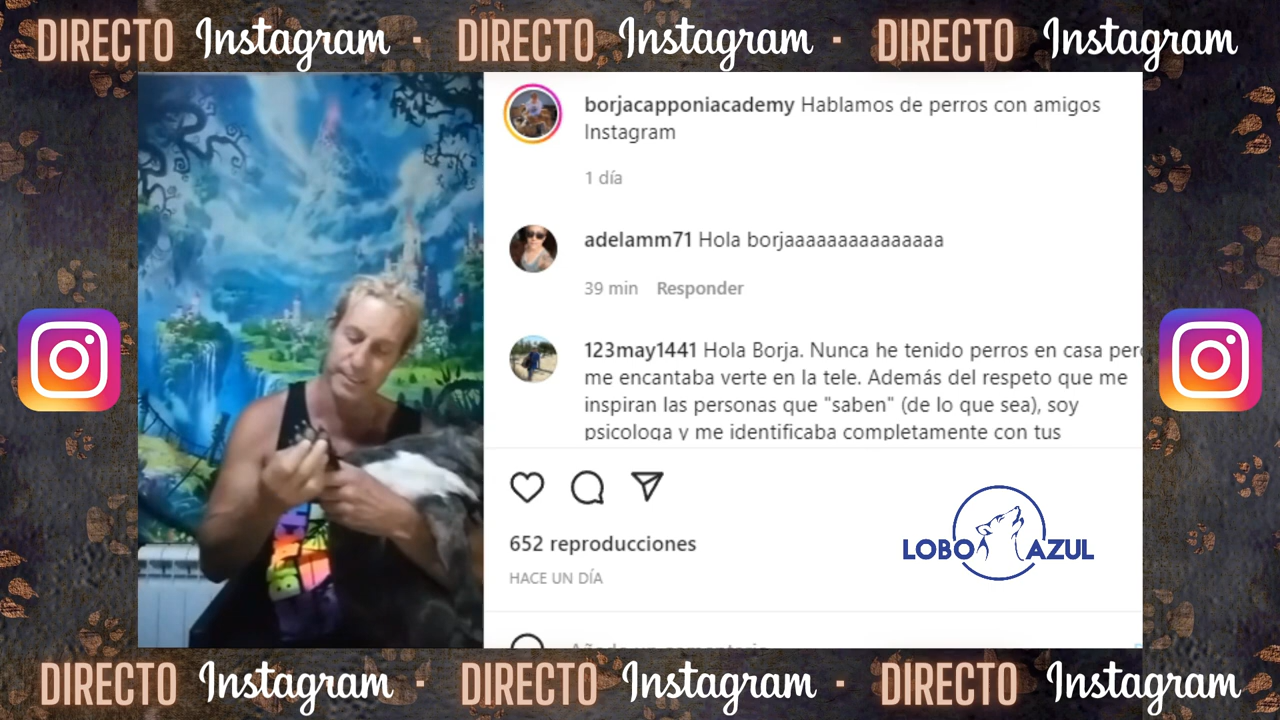 DIRECTO Instagram · DIRECTO Instagram · DIRECTO Instagram
borjacapponiacademy Hablamos de perros con amigos
Instagram
1 día
adelamm71 Hola borjaaaaaaaaaaaaaaa
39 min Responder
123may1441 Hola Borja. Nunca he tenido perros en casa pero
me encantaba verte en la tele. Además del respeto que me
inspiran las personas que "saben" (de lo que sea), soy
psicologa y me identificaba completamente con tus
652 reproducciones
HACE UN DÍA
LOBO AZUL
DIRECTO Instagram · DIRECTO Instagram · DIRECTO Instagram